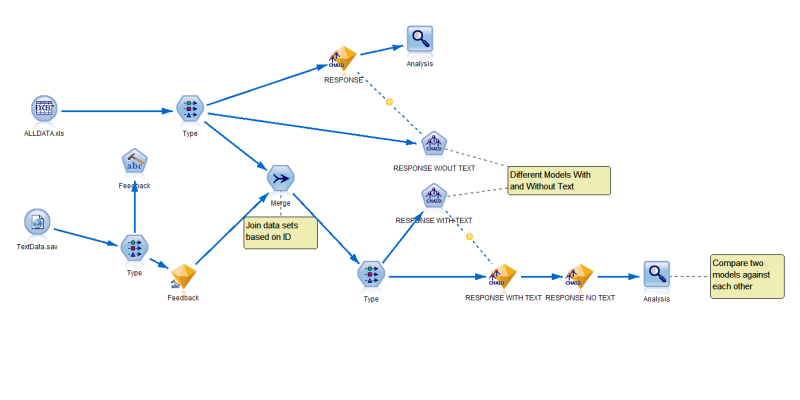 Analysis
CHAID
RESPONSE
EXCEL
ALLDATA.xls
Type
CHAID
RESPONSE W/OUT TEXT
abc
Feedback
Different Models With
and Without Text
CHAID
RESPONSE WITH TEXT
Merge
Join data sets
based on ID
TextData.sav
Type
abc
Feedback
Type
CHAID
RESPONSE WITH TEXT
CHAID
RESPONSE NO TEXT
Analysis
Compare two
models against
each other